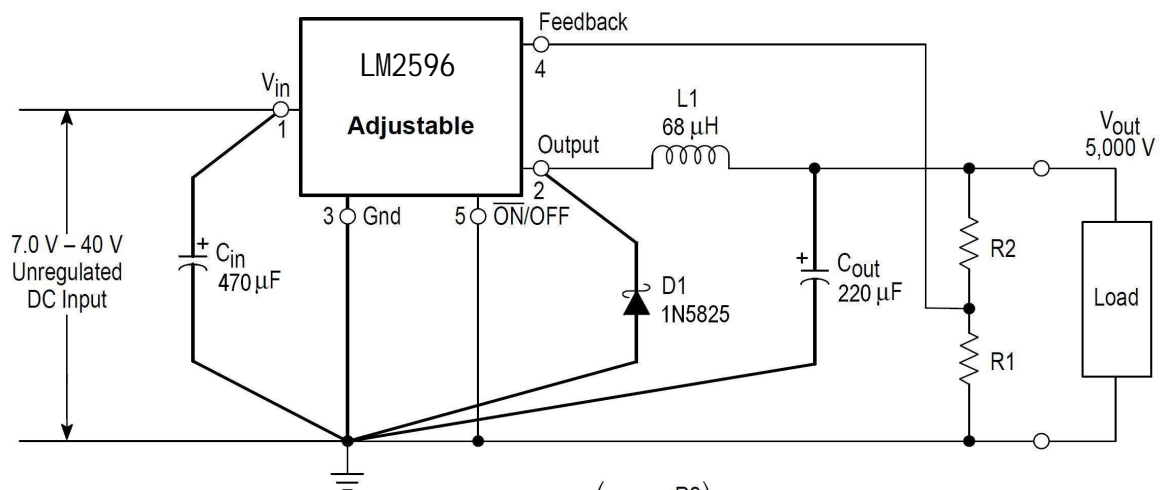 Feedback
4
LM2596
Adjustable
Vin
1
L1
68 μH
Output
2
Vout
5,000 V
3 Gnd
5 ON/OFF
7.0 V – 40 V
Unregulated
DC Input
+ Cin
470 μF
D1
1N5825
+ Cout
220 μF
R2
R1
Load